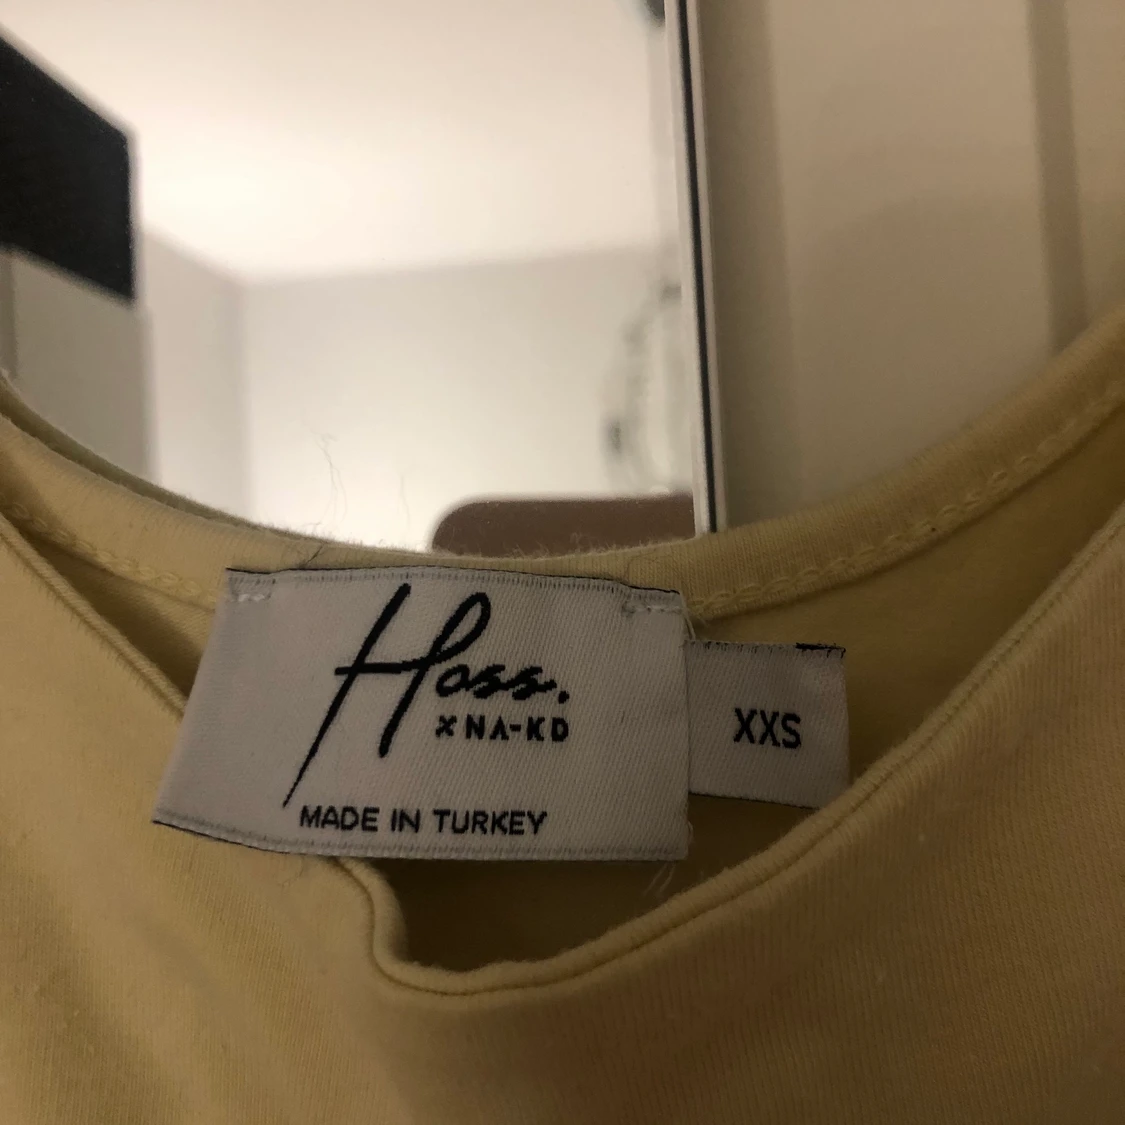 Hoss.
x NA-KD
MADE IN TURKEY
XXS